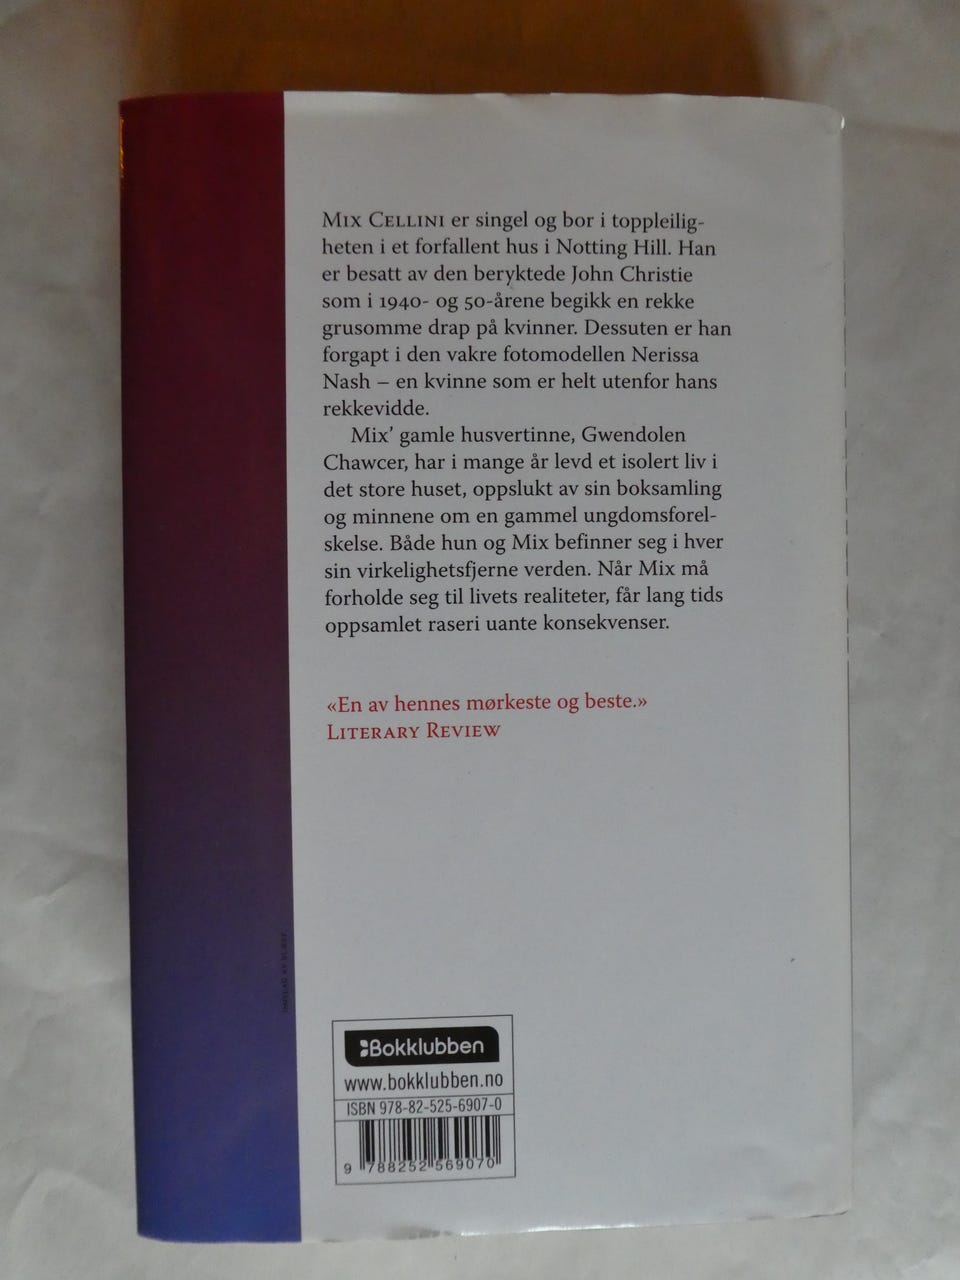 MIX CELLINI er singel og bor i toppleilig-
heten i et forfallent hus i Notting Hill. Han
er besatt av den beryktede John Christie
som i 1940- og 50-årene begikk en rekke
grusomme drap på kvinner. Dessuten er han
forgapt i den vakre fotomodellen Nerissa
Nash – en kvinne som er helt utenfor hans
rekkevidde.
Mix’ gamle husvertinne, Gwendolen
Chawcer, har i mange år levd et isolert liv i
det store huset, oppslukt av sin boksamling
og minnene om en gammel ungdomsforel-
skelse. Både hun og Mix befinner seg i hver
sin virkelighetsfjerne verden. Når Mix må
forholde seg til livets realiteter, får lang tids
oppsamlet raseri uante konsekvenser.
«En av hennes mørkeste og beste.»
LITERARY REVIEW
Bokklubben
www.bokklubben.no
ISBN 978-82-525-6907-0
9 788252 569070